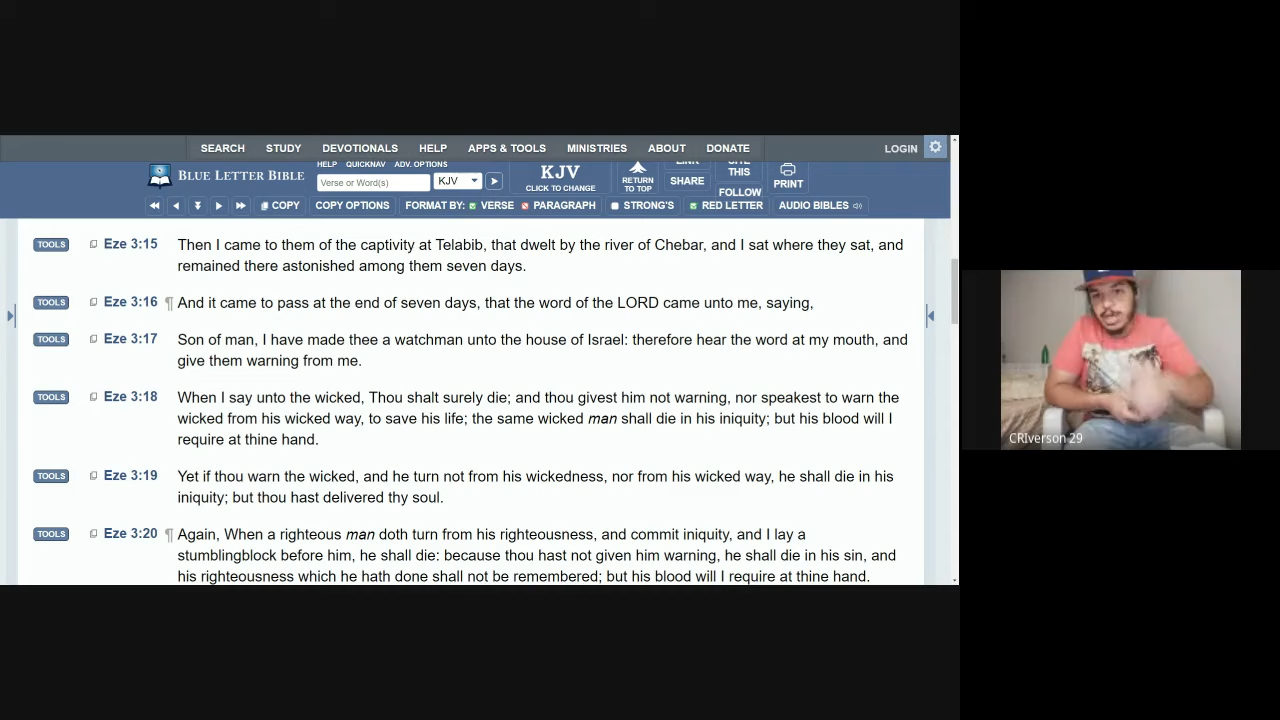 SEARCH STUDY DEVOTIONALS HELP APPS & TOOLS MINISTRIES ABOUT DONATE LOGIN
HELP QUICKNAV ADV. OPTIONS
BLUE LETTER BIBLE
Verse or Word(s) KJV
KJV
CLICK TO CHANGE
RETURN
TO TOP
LINK
SHARE
CITE
THIS
FOLLOW
PRINT
COPY COPY OPTIONS FORMAT BY: VERSE PARAGRAPH STRONG'S RED LETTER AUDIO BIBLES
TOOLS Eze 3:15 Then I came to them of the captivity at Telabib, that dwelt by the river of Chebar, and I sat where they sat, and
remained there astonished among them seven days.
TOOLS Eze 3:16 ¶ And it came to pass at the end of seven days, that the word of the LORD came unto me, saying,
TOOLS Eze 3:17 Son of man, I have made thee a watchman unto the house of Israel: therefore hear the word at my mouth, and
give them warning from me.
TOOLS Eze 3:18 When I say unto the wicked, Thou shalt surely die; and thou givest him not warning, nor speakest to warn the
wicked from his wicked way, to save his life; the same wicked man shall die in his iniquity; but his blood will I
require at thine hand.
TOOLS Eze 3:19 Yet if thou warn the wicked, and he turn not from his wickedness, nor from his wicked way, he shall die in his
iniquity; but thou hast delivered thy soul.
TOOLS Eze 3:20 ¶ Again, When a righteous man doth turn from his righteousness, and commit iniquity, and I lay a
stumblingblock before him, he shall die: because thou hast not given him warning, he shall die in his sin, and
his righteousness which he hath done shall not be remembered; but his blood will I require at thine hand.
CRIverson 29